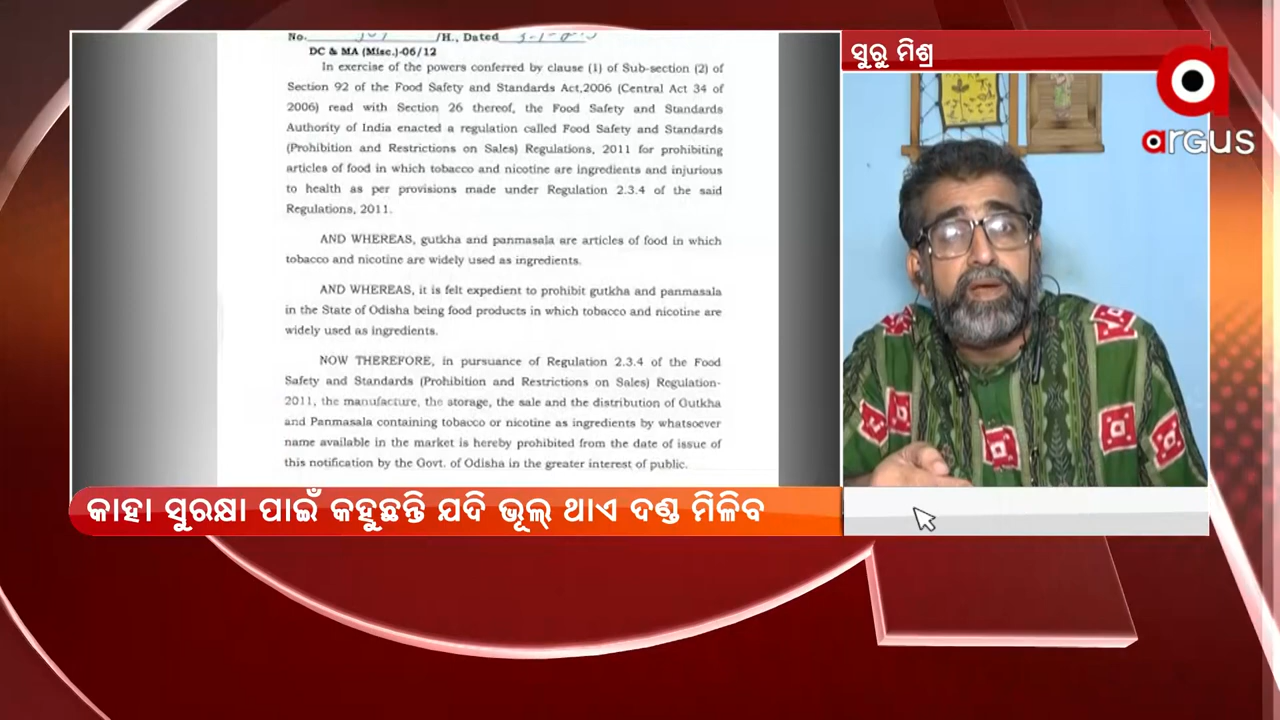 No. /H., Dated
DC & MA (Misc.)-06/12
In exercise of the powers conferred by clause (1) of Sub-section (2) of
Section 92 of the Food Safety and Standards Act,2006 (Central Act 34 of
2006) read with Section 26 thereof, the Food Safety and Standards
Authority of India enacted a regulation called Food Safety and Standards
(Prohibition and Restrictions on Sales) Regulations, 2011 for prohibiting
articles of food in which tobacco and nicotine are ingredients and injurious
to health as per provisions made under Regulation 2.3.4 of the said
Regulations, 2011.
AND WHEREAS, gutkha and panmasala are articles of food in which
tobacco and nicotine are widely used as ingredients.
AND WHEREAS, it is felt expedient to prohibit gutkha and panmasala
in the State of Odisha being food products in which tobacco and nicotine are
widely used as ingredients.
NOW THEREFORE, in pursuance of Regulation 2.3.4 of the Food
Safety and Standards (Prohibition and Restrictions on Sales) Regulation-
2011, the manufacture, the storage, the sale and the distribution of Gutkha
and Panmasala containing tobacco or nicotine as ingredients by whatsoever
name available in the market is hereby prohibited from the date of issue of
this notification by the Govt. of Odisha in the greater interest of public.
ସୁରୁ ମିଶ୍ର
argus
କାହା ସୁରକ୍ଷା ପାଇଁ କହୁଛନ୍ତି ଯଦି ଭୂଲ୍ ଥାଏ ଦଣ୍ଡ ମିଳିବ